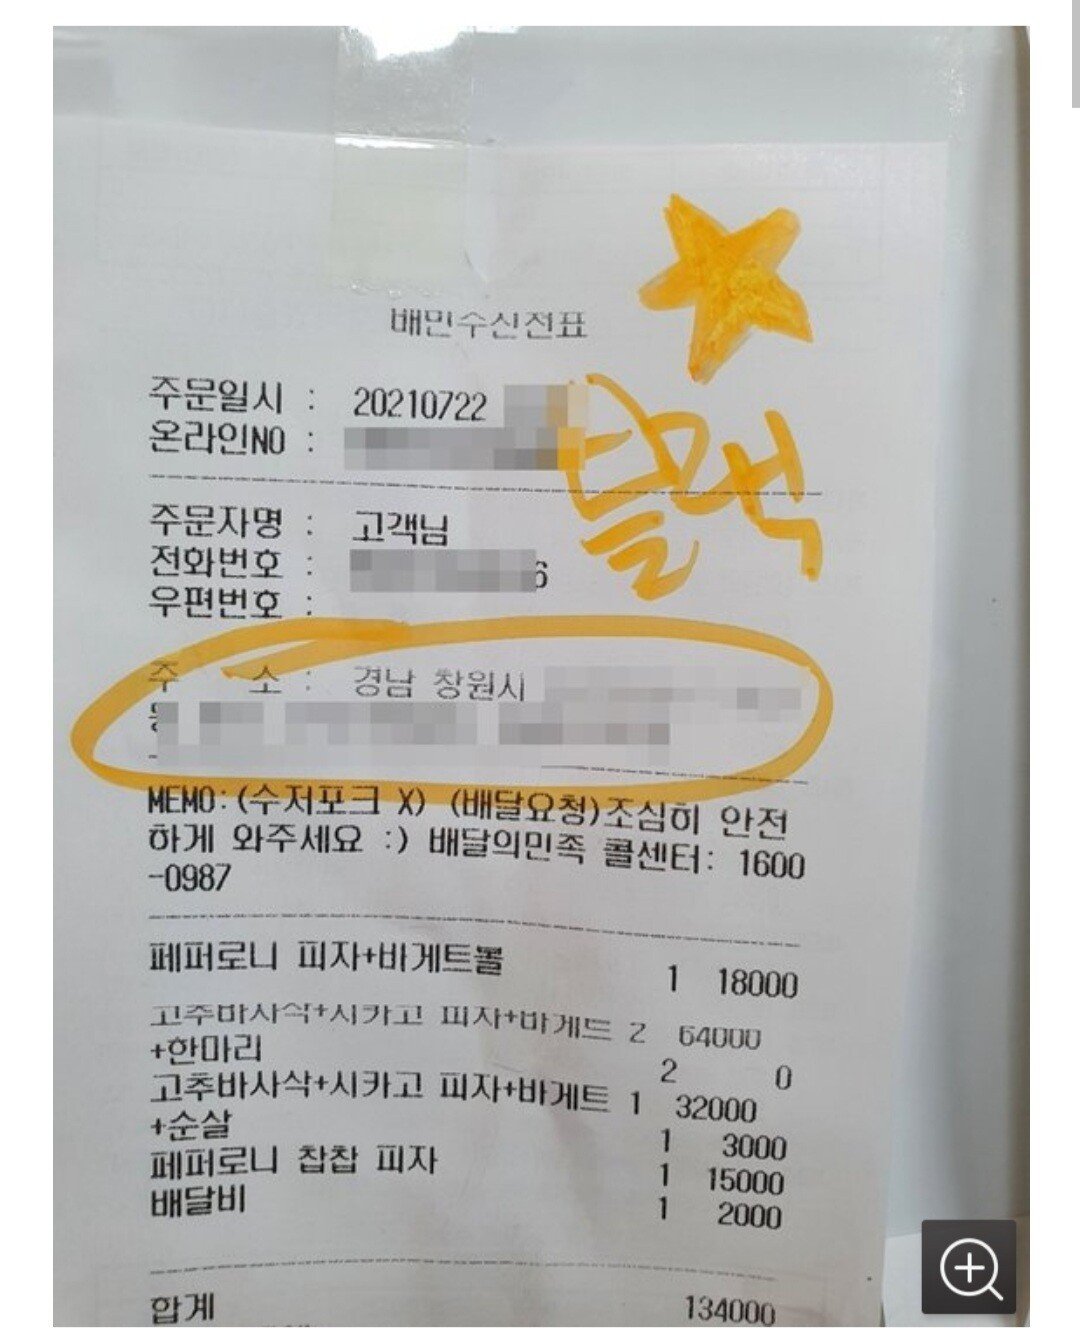 배민수신전표
주문일시 : 20210722
온라인NO :
블랙
주문자명 : 고객님
전화번호 : 6
우편번호 :
주 소 : 경남 창원시
동
MEMO:(수저포크 X) (배달요청)조심히 안전
하게 와주세요 :) 배달의민족 콜센터: 1600
-0987
페퍼로니 피자+바게트볼 1 18000
고추바사삭+시카고 피자+바게트 2 64000
+한마리 2 0
고추바사삭+시카고 피자+바게트 1 32000
+순살 1 3000
페퍼로니 찹찹 피자 1 15000
배달비 1 2000
합계 134000